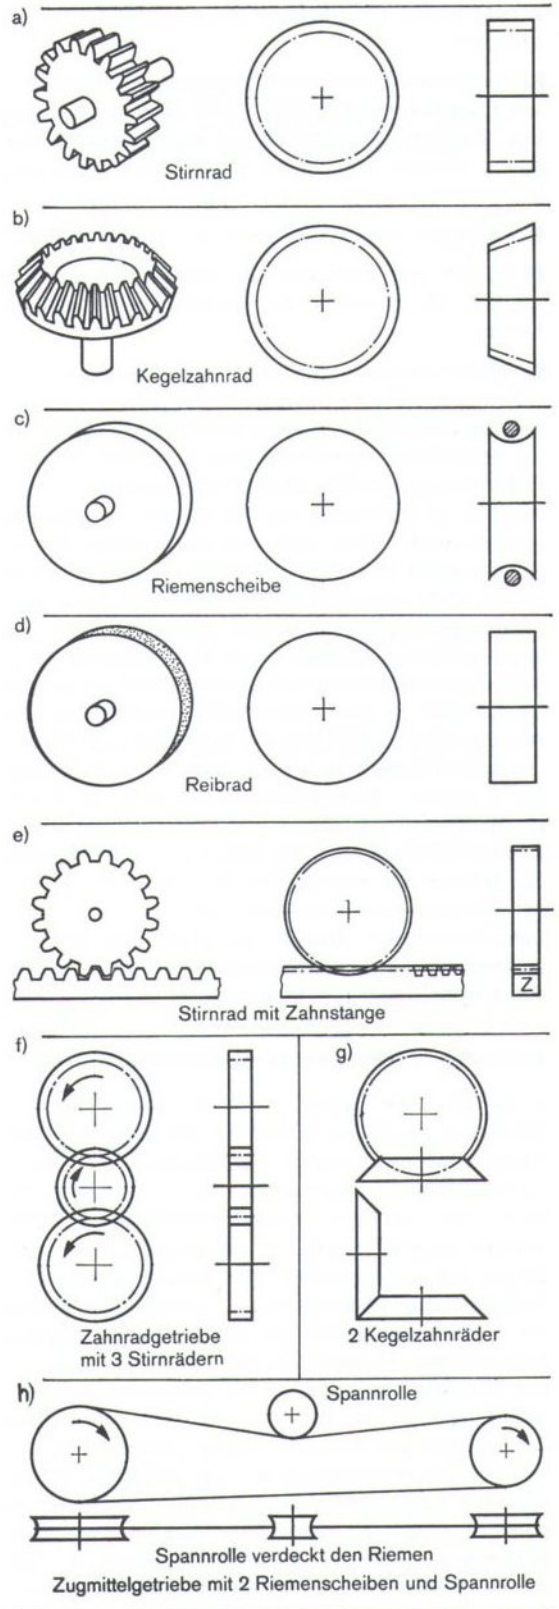 a)
Stirnrad
b)
Kegelzahnrad
c)
Riemenscheibe
d)
Reibrad
e)
Z
Stirnrad mit Zahnstange
f)
Zahnradgetriebe
mit 3 Stirnrädern
g)
2 Kegelzahnräder
h)
Spannrolle
Spannrolle verdeckt den Riemen
Zugmittelgetriebe mit 2 Riemenscheiben und Spannrolle